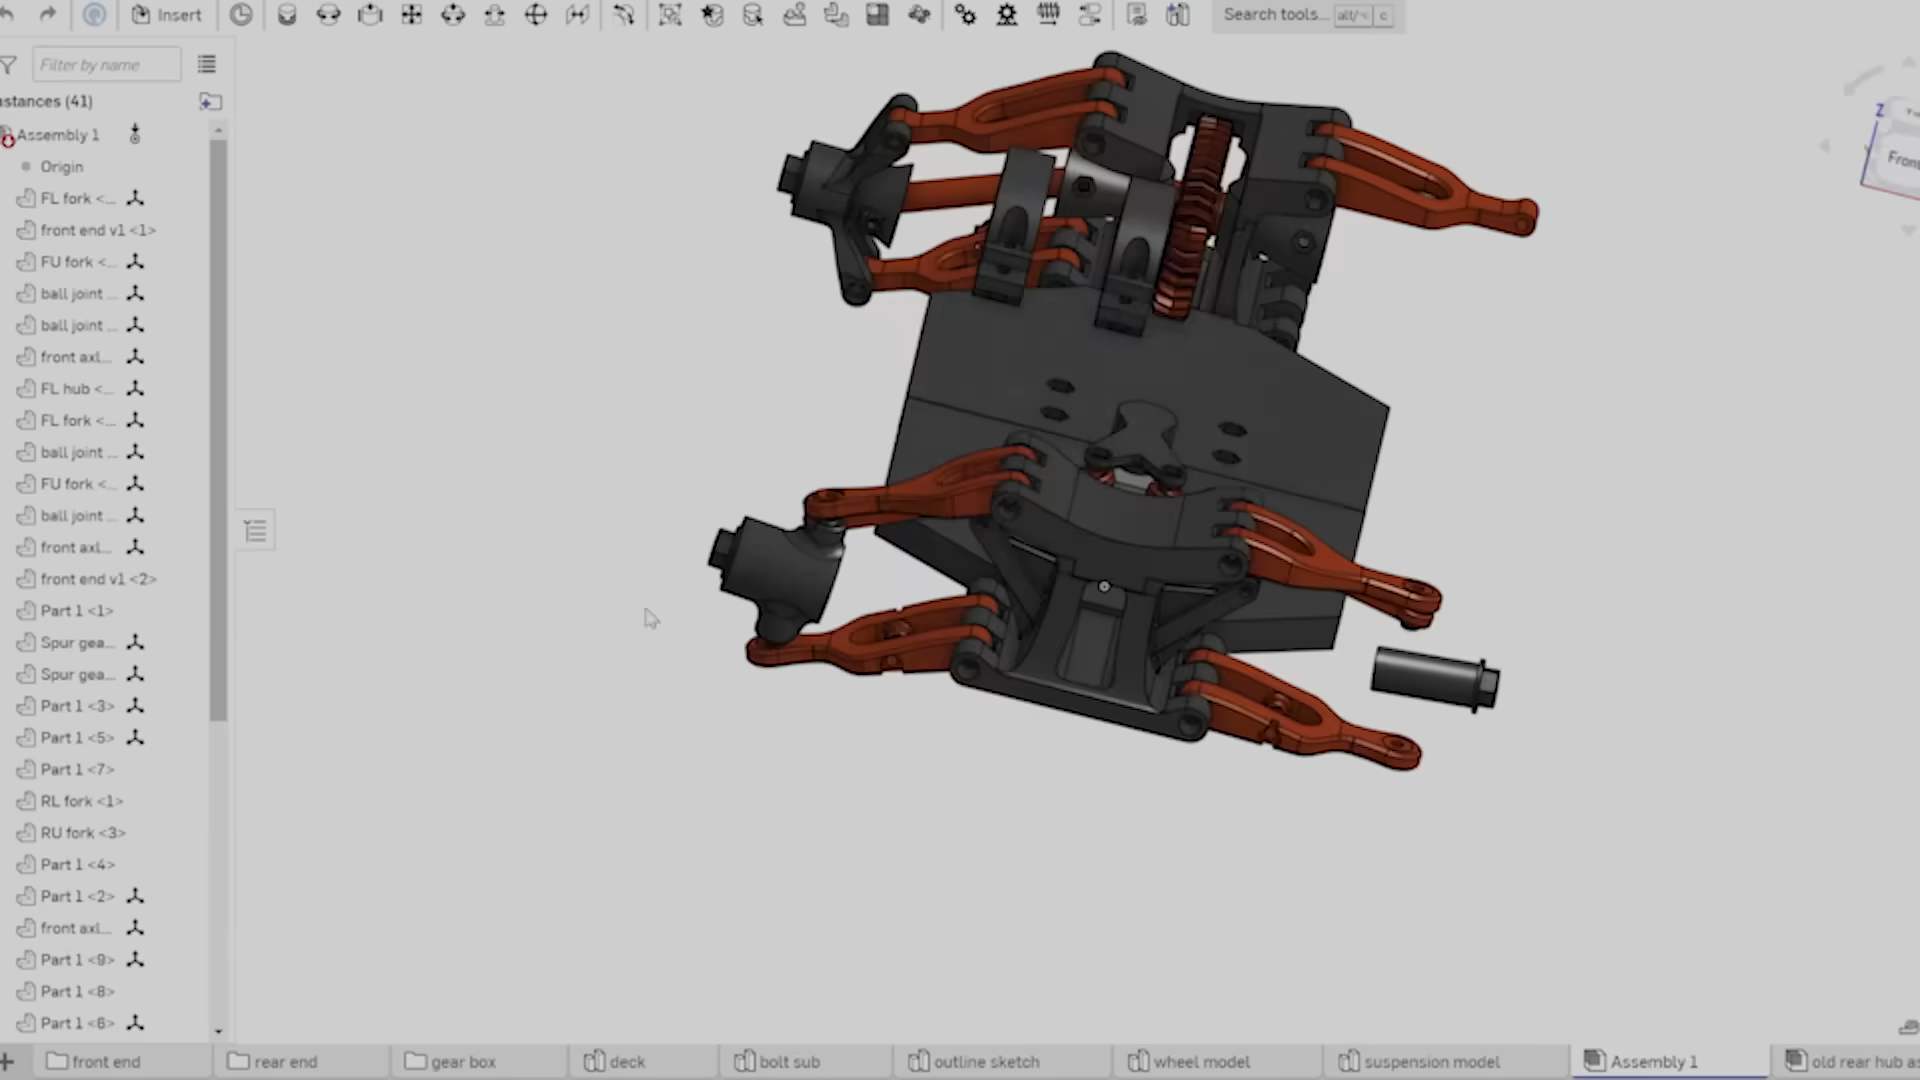 Insert
Search tools... alt/⌥ c
Filter by name
stances (41)
Assembly 1
Origin
FL fork <...
front end v1 <1>
FU fork <...
ball joint ...
ball joint ...
front axl...
FL hub <...
FL fork <...
ball joint ...
FU fork <...
ball joint ...
front axl...
front end v1 <2>
Part 1 <1>
Spur gea...
Spur gea...
Part 1 <3>
Part 1 <5>
Part 1 <7>
RL fork <1>
RU fork <3>
Part 1 <4>
Part 1 <2>
front axl...
Part 1 <9>
Part 1 <8>
Part 1 <6>
Z
Fron
front end
rear end
gear box
deck
bolt sub
outline sketch
wheel model
suspension model
Assembly 1
old rear hub as